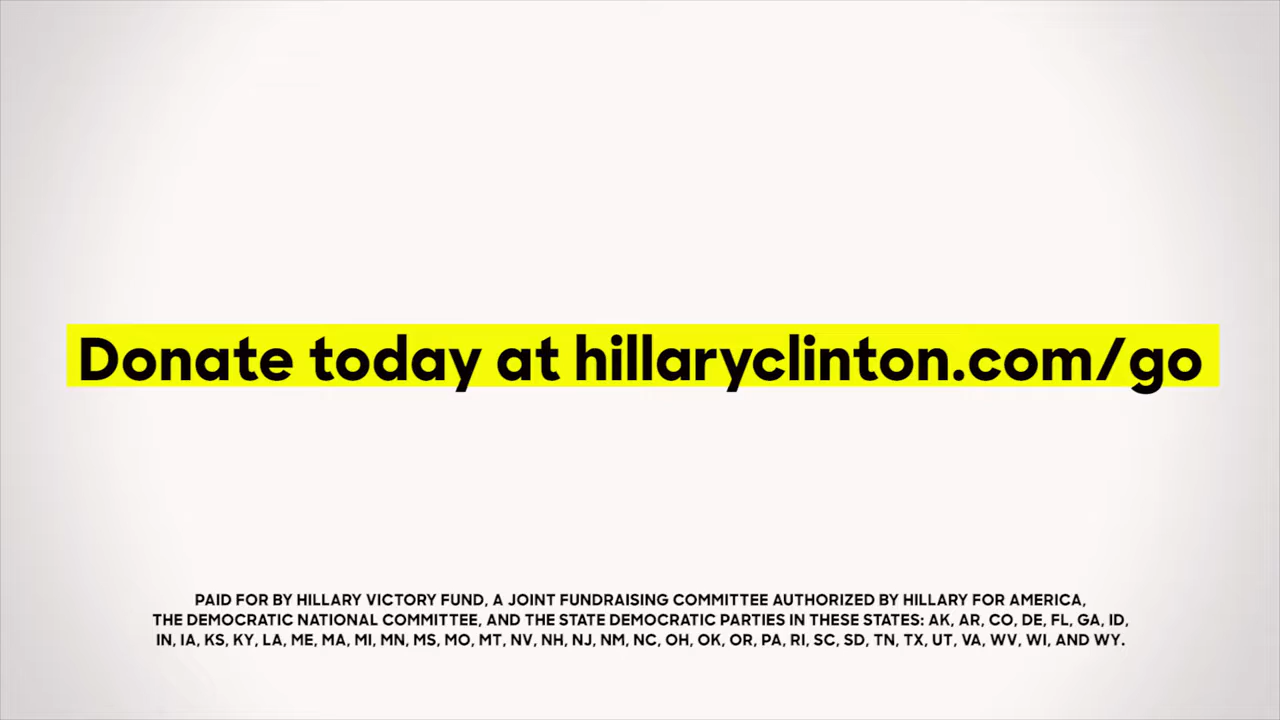 Donate today at hillaryclinton.com/go
PAID FOR BY HILLARY VICTORY FUND, A JOINT FUNDRAISING COMMITTEE AUTHORIZED BY HILLARY FOR AMERICA,
THE DEMOCRATIC NATIONAL COMMITTEE, AND THE STATE DEMOCRATIC PARTIES IN THESE STATES: AK, AR, CO, DE, FL, GA, ID,
IN, IA, KS, KY, LA, ME, MA, MI, MN, MS, MO, MT, NV, NH, NJ, NM, NC, OH, OK, OR, PA, RI, SC, SD, TN, TX, UT, VA, WV, WI, AND WY.